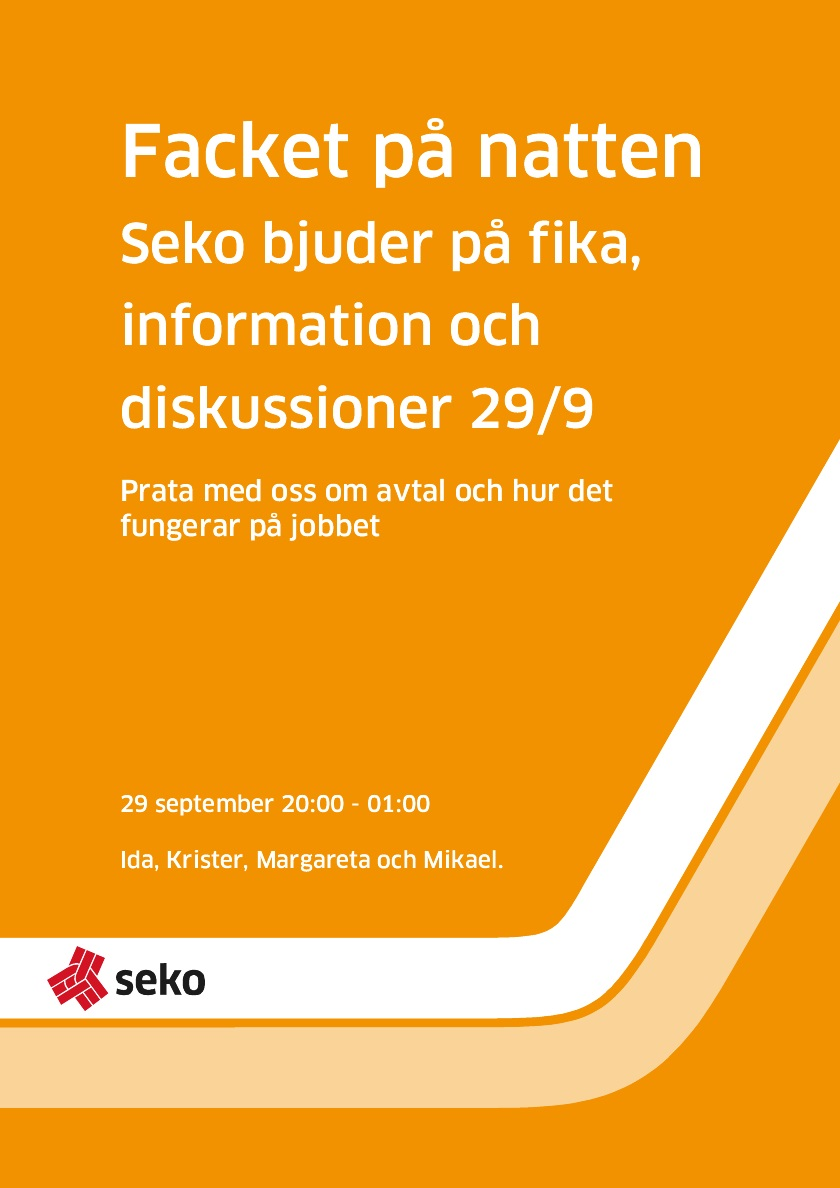 Facket på natten
Seko bjuder på fika,
information och
diskussioner 29/9
Prata med oss om avtal och hur det
fungerar på jobbet
29 september 20:00 - 01:00
Ida, Krister, Margareta och Mikael.
seko